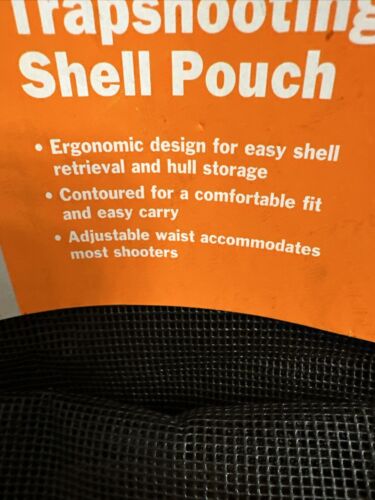 Trapshooting
Shell Pouch
• Ergonomic design for easy shell
retrieval and hull storage
• Contoured for a comfortable fit
and easy carry
• Adjustable waist accommodates
most shooters